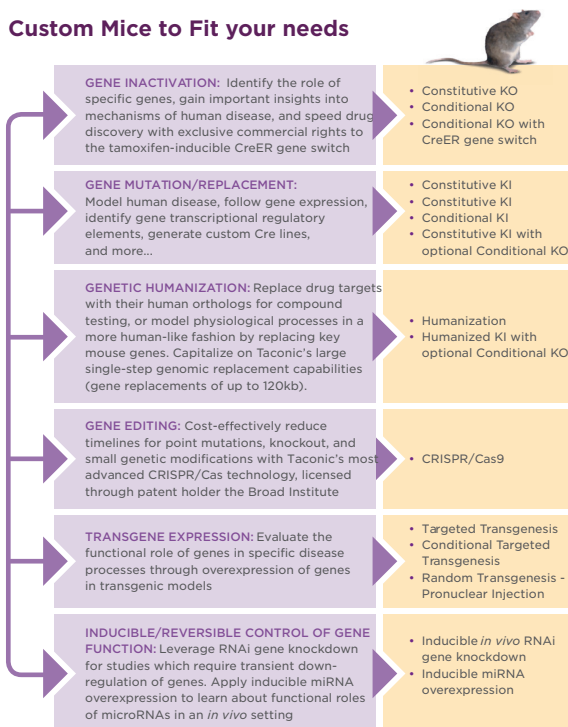 Custom Mice to Fit your needs
GENE INACTIVATION: Identify the role of
specific genes, gain important insights into
mechanisms of human disease, and speed drug
discovery with exclusive commercial rights to
the tamoxifen-inducible CreER gene switch
• Constitutive KO
• Conditional KO
• Conditional KO with
CreER gene switch
GENE MUTATION/REPLACEMENT:
Model human disease, follow gene expression,
identify gene transcriptional regulatory
elements, generate custom Cre lines,
and more...
• Constitutive KI
• Constitutive KI
• Conditional KI
• Constitutive KI with
optional Conditional KO
GENETIC HUMANIZATION: Replace drug targets
with their human orthologs for compound
testing, or model physiological processes in a
more human-like fashion by replacing key
mouse genes. Capitalize on Taconic's large
single-step genomic replacement capabilities
(gene replacements of up to 120kb).
• Humanization
• Humanized KI with
optional Conditional KO
GENE EDITING: Cost-effectively reduce
timelines for point mutations, knockout, and
small genetic modifications with Taconic's most
advanced CRISPR/Cas technology, licensed
through patent holder the Broad Institute
• CRISPR/Cas9
TRANSGENE EXPRESSION: Evaluate the
functional role of genes in specific disease
processes through overexpression of genes
in transgenic models
• Targeted Transgenesis
• Conditional Targeted
Transgenesis
• Random Transgenesis -
Pronuclear Injection
INDUCIBLE/REVERSIBLE CONTROL OF GENE
FUNCTION: Leverage RNAi gene knockdown
for studies which require transient down-
regulation of genes. Apply inducible miRNA
overexpression to learn about functional roles
of microRNAs in an in vivo setting
• Inducible in vivo RNAi
gene knockdown
• Inducible miRNA
overexpression